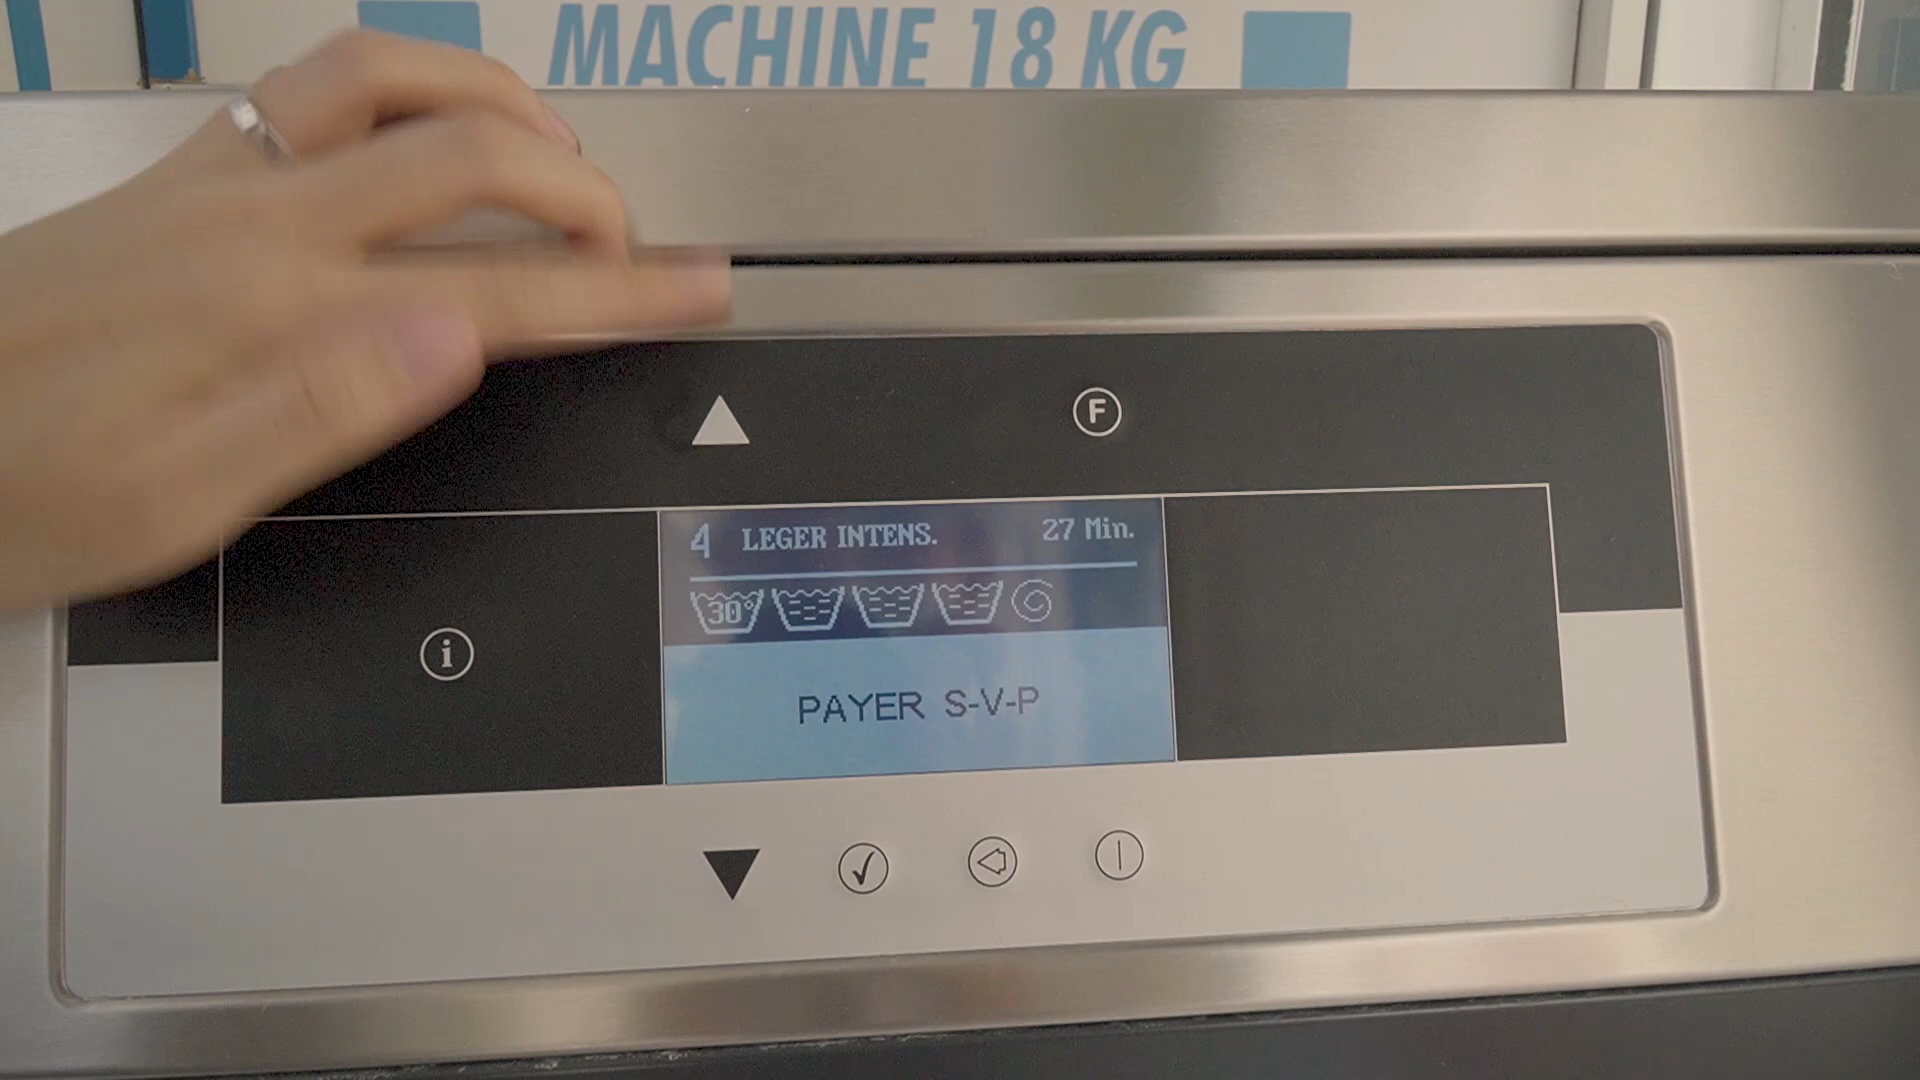 MACHINE 18 KG
F
4 LEGER INTENS. 27 Min.
30°
i
PAYER S-V-P